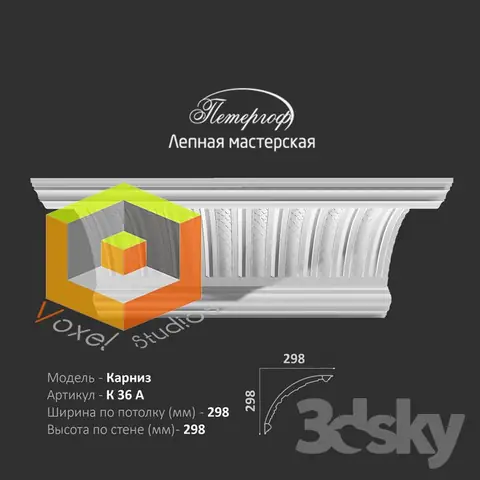 Петергоф
Лепная мастерская
Voxel Studio
Модель - Карниз
Артикул - К 36 А
Ширина по потолку (мм) - 298
Высота по стене (мм)- 298
298
298
3dsky